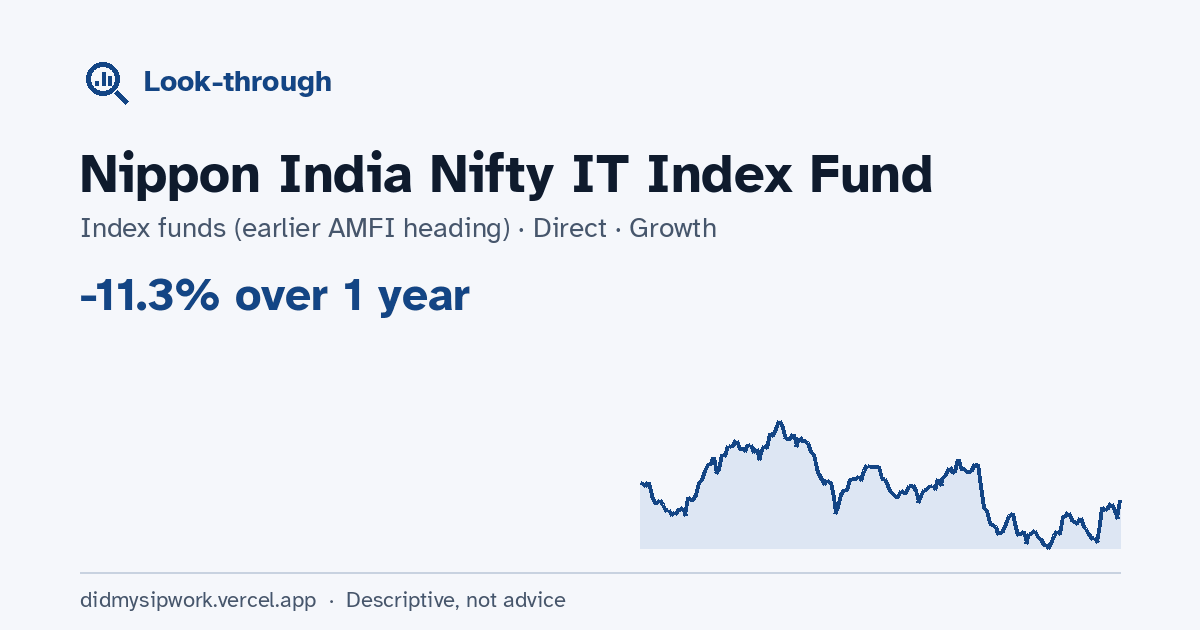 Look-through
Nippon India Nifty IT Index Fund
Index funds (earlier AMFI heading) · Direct · Growth
-11.3% over 1 year
didmysipwork.vercel.app · Descriptive, not advice